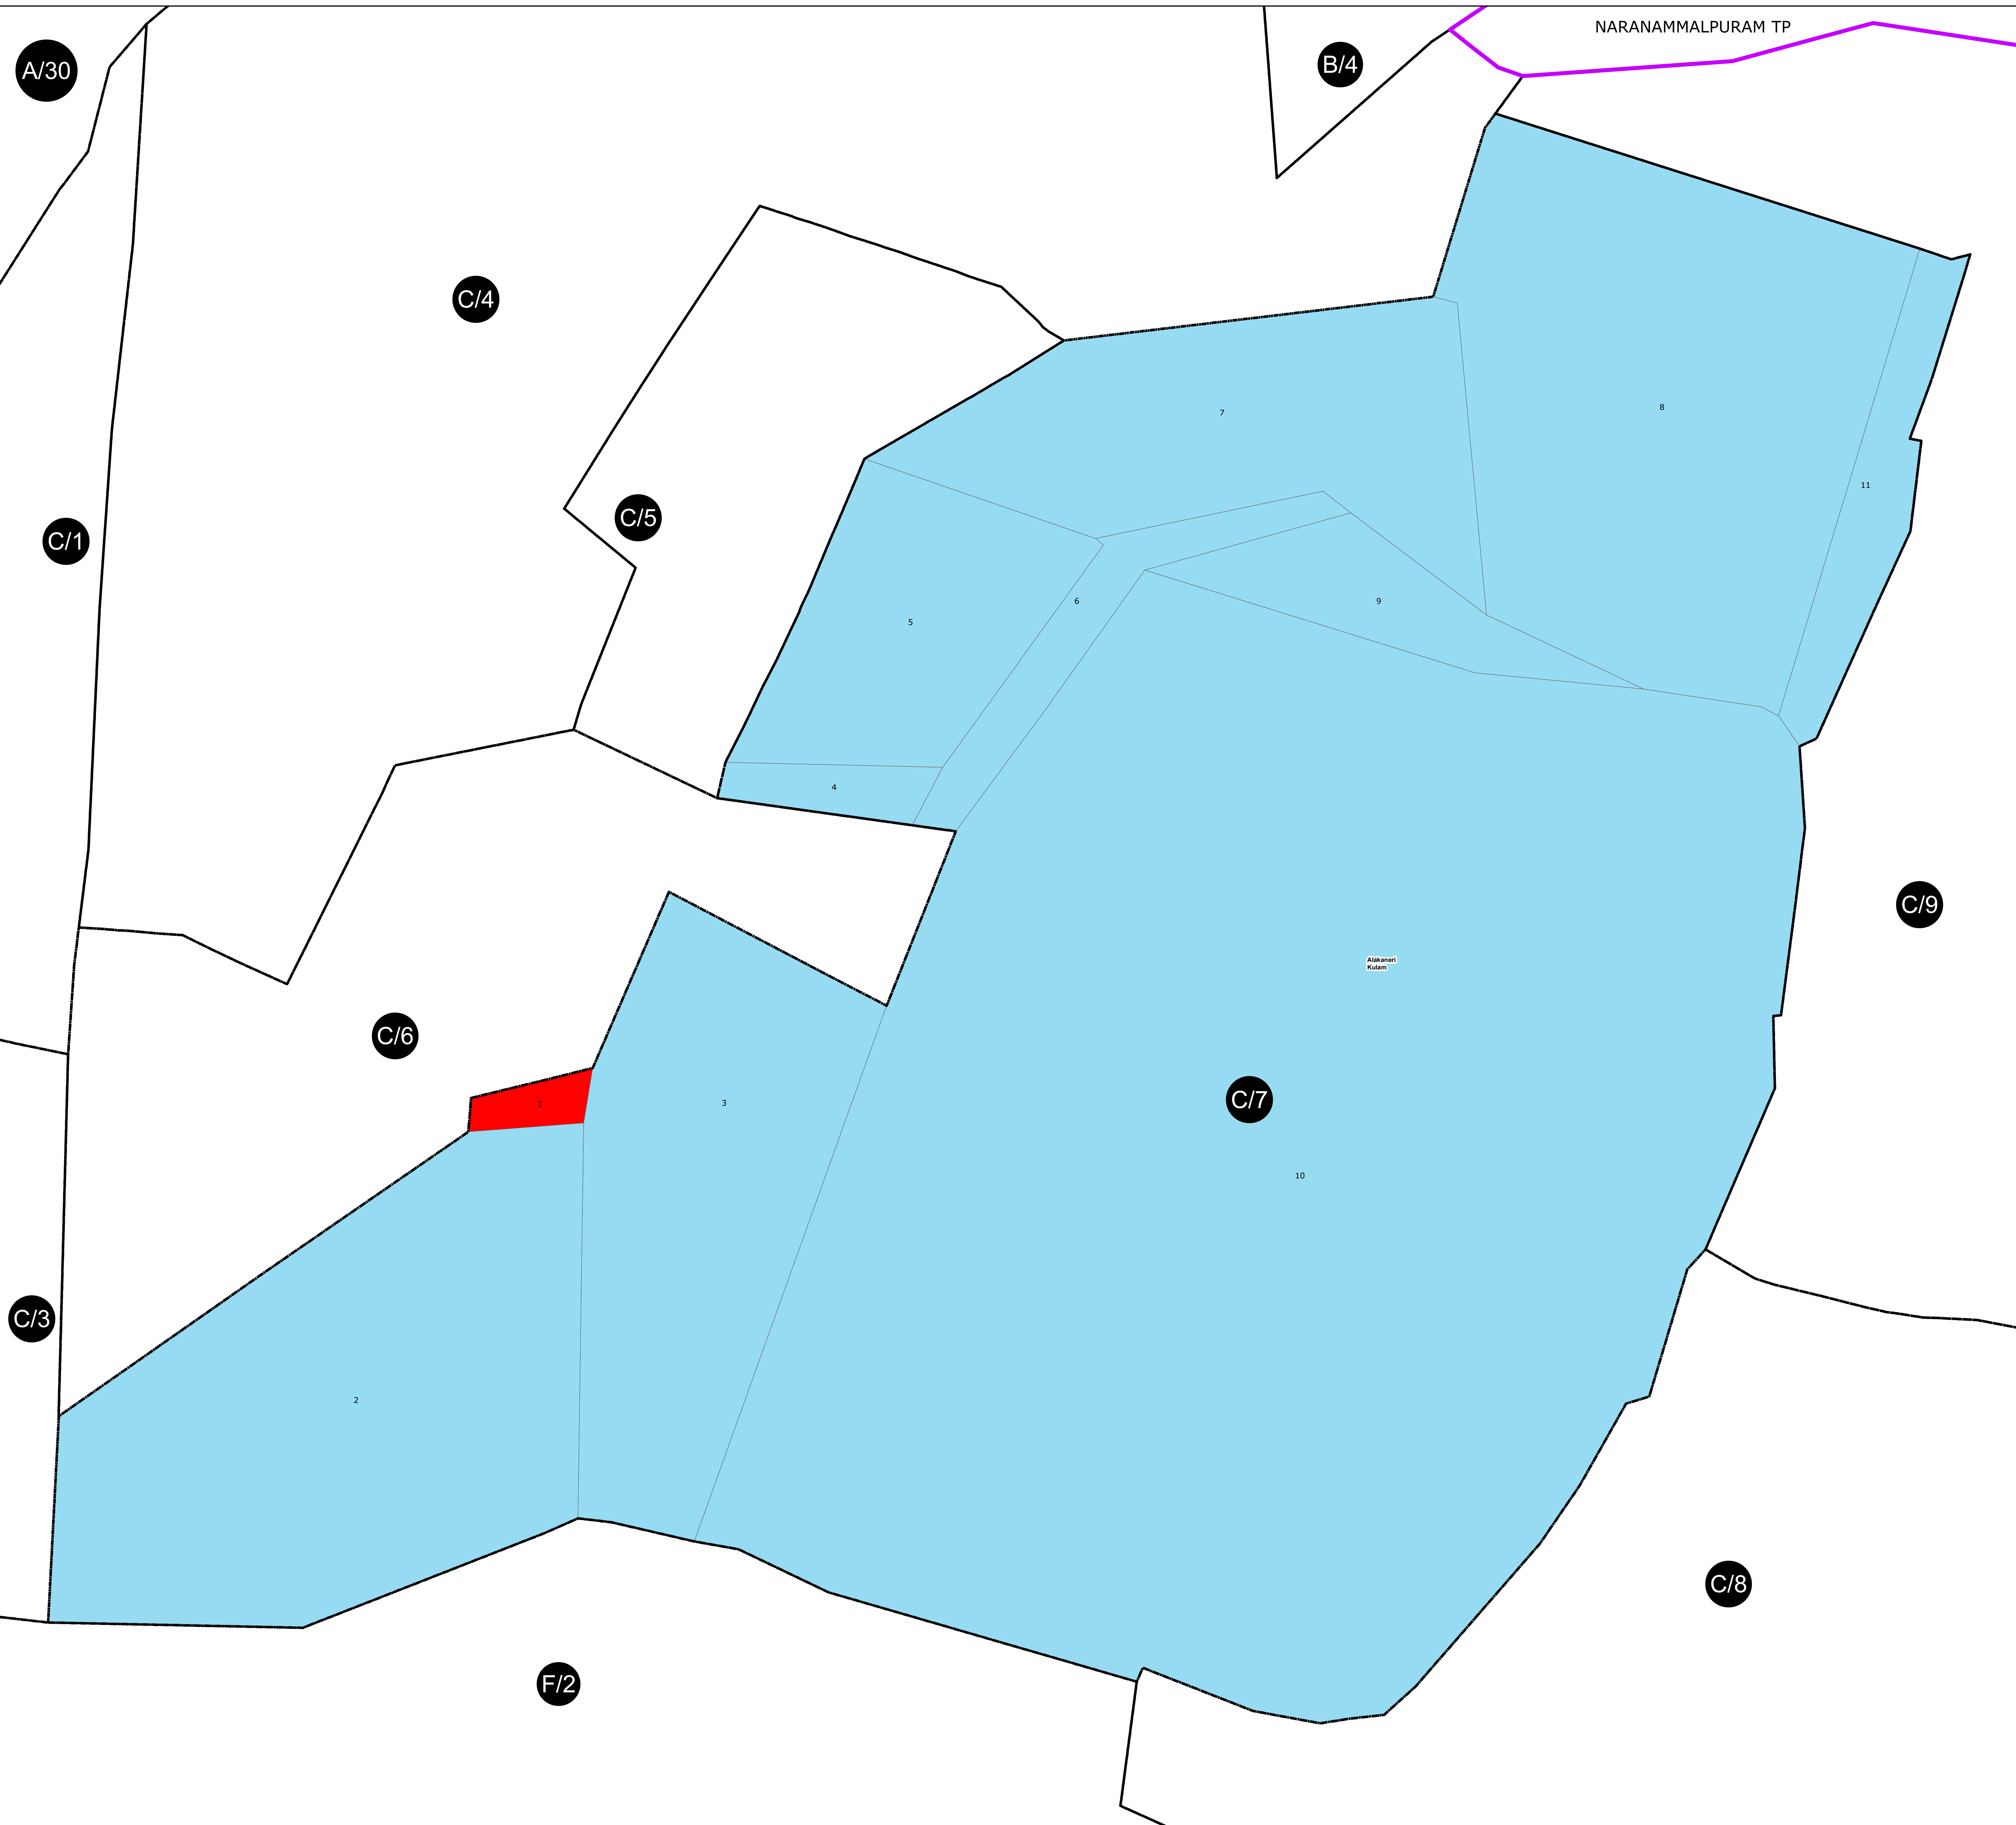 NARANAMMALPURAM TP
A/30
B/4
C/4
7
8
11
C/1
C/5
6
9
5
4
C/9
Alakaneri
Kulam
C/6
C/7
1
3
10
C/3
2
C/8
F/2